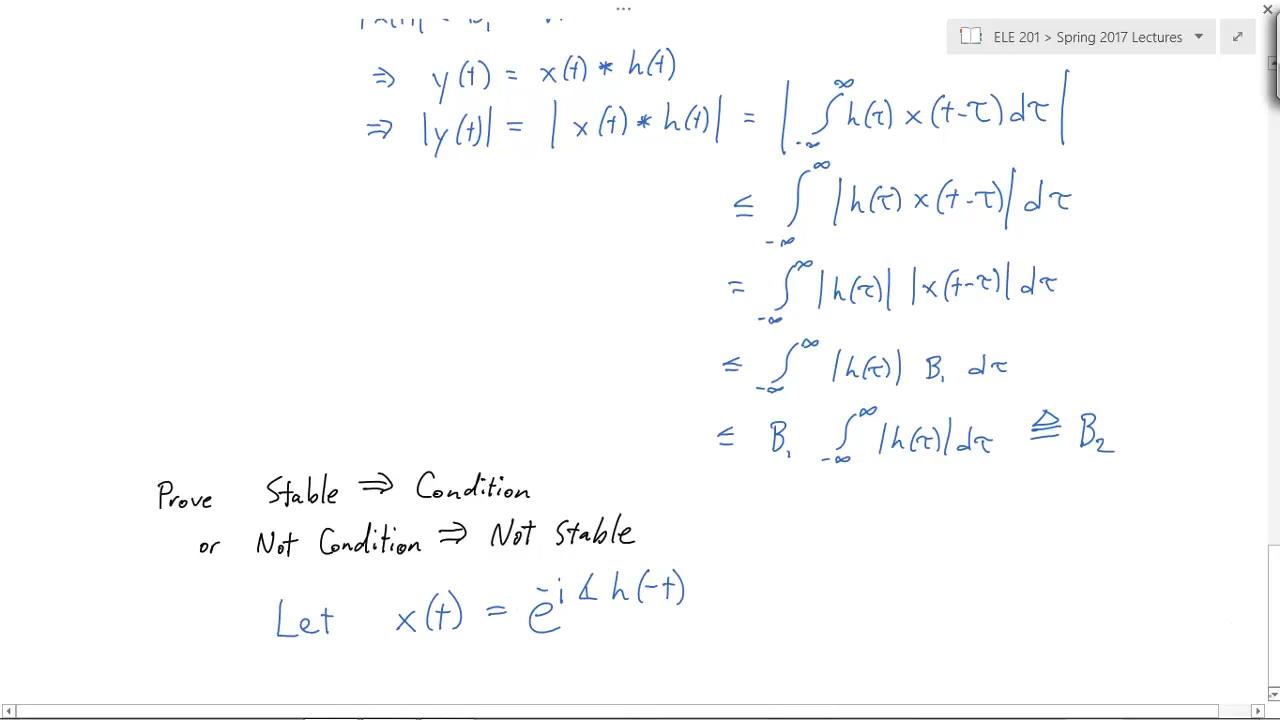 ELE 201 > Spring 2017 Lectures
⇒ y(t) = x(t) * h(t)
⇒ |y(t)| = | x(t) * h(t)| = | ∫_{-∞}^{∞} h(τ) x(t-τ) dτ |
≤ ∫_{-∞}^{∞} |h(τ) x(t-τ)| dτ
= ∫_{-∞}^{∞} |h(τ)| |x(t-τ)| dτ
≤ ∫_{-∞}^{∞} |h(τ)| B₁ dτ
≤ B₁ ∫_{-∞}^{∞} |h(τ)| dτ ≜ B₂
Prove Stable ⇒ Condition
or Not Condition ⇒ Not Stable
Let x(t) = e^{-i∡h(-t)}